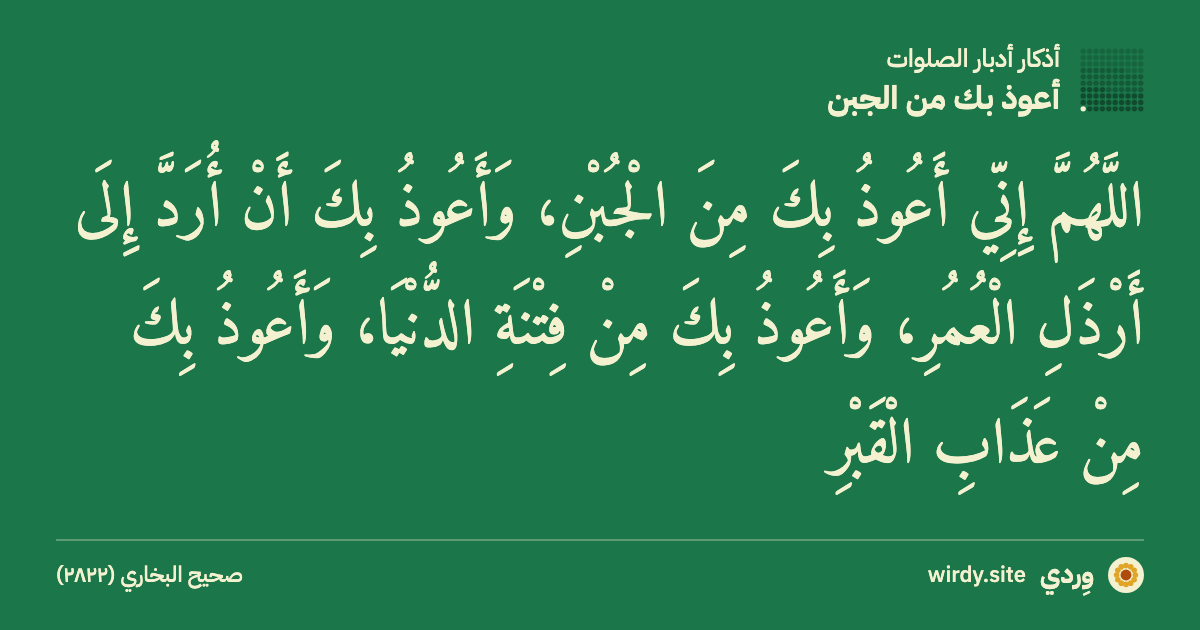 أذكار أدبار الصلوات
أعوذ بك من الجبن
اللَّهُمَّ إِنِّي أَعُوذُ بِكَ مِنَ الْجُبْنِ، وَأَعُوذُ بِكَ أَنْ أُرَدَّ إِلَى
أَرْذَلِ الْعُمُرِ، وَأَعُوذُ بِكَ مِنْ فِتْنَةِ الدُّنْيَا، وَأَعُوذُ بِكَ
مِنْ عَذَابِ الْقَبْرِ
وِردي wirdy.site
صحيح البخاري (٢٨٢٢)